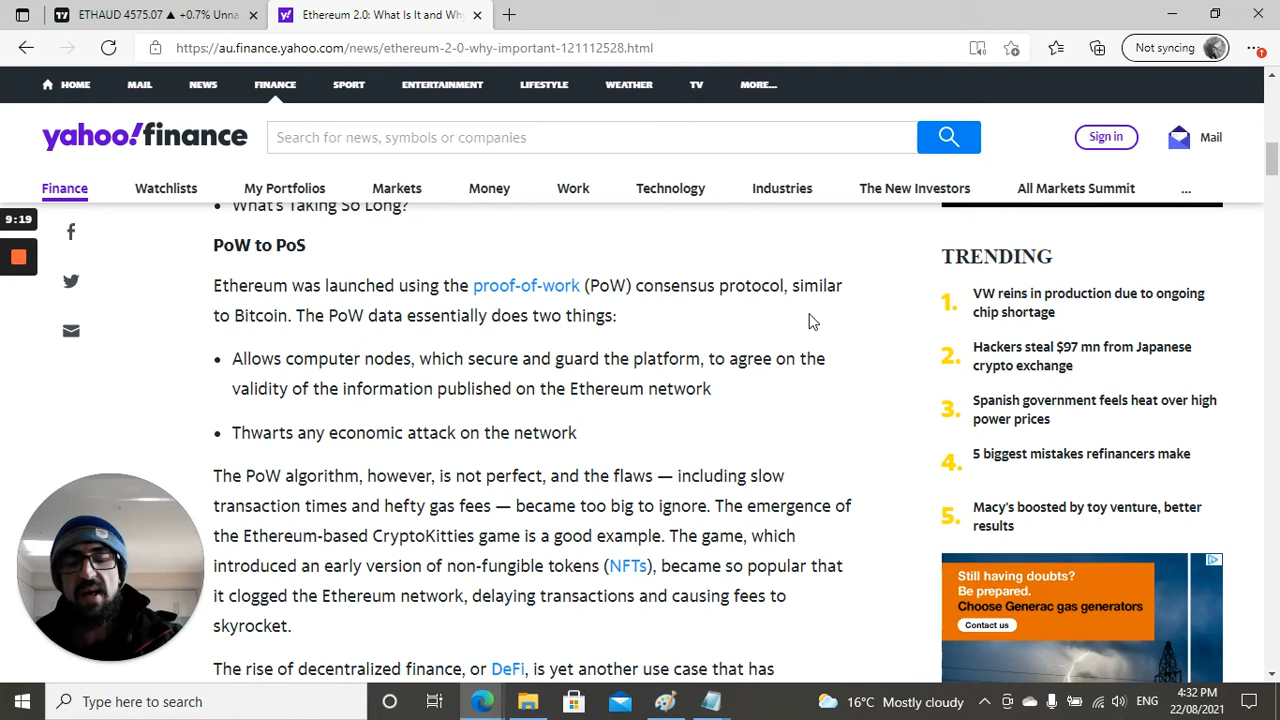 ETHAUD 4575.07 ▲ +0.7% Unna
Ethereum 2.0: What Is It and Wh
https://au.finance.yahoo.com/news/ethereum-2-0-why-important-121112528.html
Not syncing
HOME MAIL NEWS FINANCE SPORT ENTERTAINMENT LIFESTYLE WEATHER TV MORE...
yahoo!finance
Search for news, symbols or companies
Sign in
Mail
Finance Watchlists My Portfolios Markets Money Work Technology Industries The New Investors All Markets Summit ...
9:19
• What's Taking So Long?
PoW to PoS
Ethereum was launched using the proof-of-work (PoW) consensus protocol, similar
to Bitcoin. The PoW data essentially does two things:
• Allows computer nodes, which secure and guard the platform, to agree on the
validity of the information published on the Ethereum network
• Thwarts any economic attack on the network
The PoW algorithm, however, is not perfect, and the flaws — including slow
transaction times and hefty gas fees — became too big to ignore. The emergence of
the Ethereum-based CryptoKitties game is a good example. The game, which
introduced an early version of non-fungible tokens (NFTs), became so popular that
it clogged the Ethereum network, delaying transactions and causing fees to
skyrocket.
The rise of decentralized finance, or DeFi, is yet another use case that has
TRENDING
1. VW reins in production due to ongoing
chip shortage
2. Hackers steal $97 mn from Japanese
crypto exchange
3. Spanish government feels heat over high
power prices
4. 5 biggest mistakes refinancers make
5. Macy's boosted by toy venture, better
results
Still having doubts?
Be prepared.
Choose Generac gas generators
Contact us
Type here to search
16°C Mostly cloudy
ENG
4:32 PM
22/08/2021